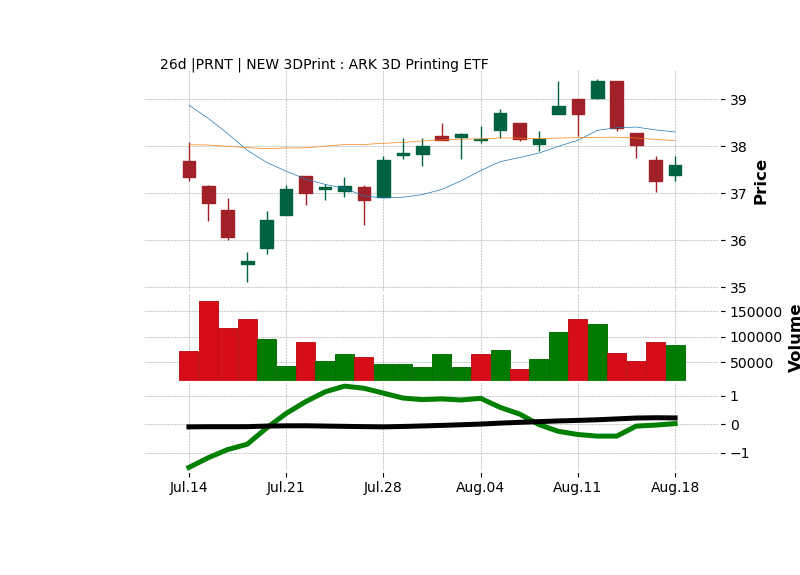 26d |PRNT | NEW 3DPrint : ARK 3D Printing ETF
39
38
37
36
35
Price
150000
100000
50000
Volume
1
0
−1
Jul.14 Jul.21 Jul.28 Aug.04 Aug.11 Aug.18